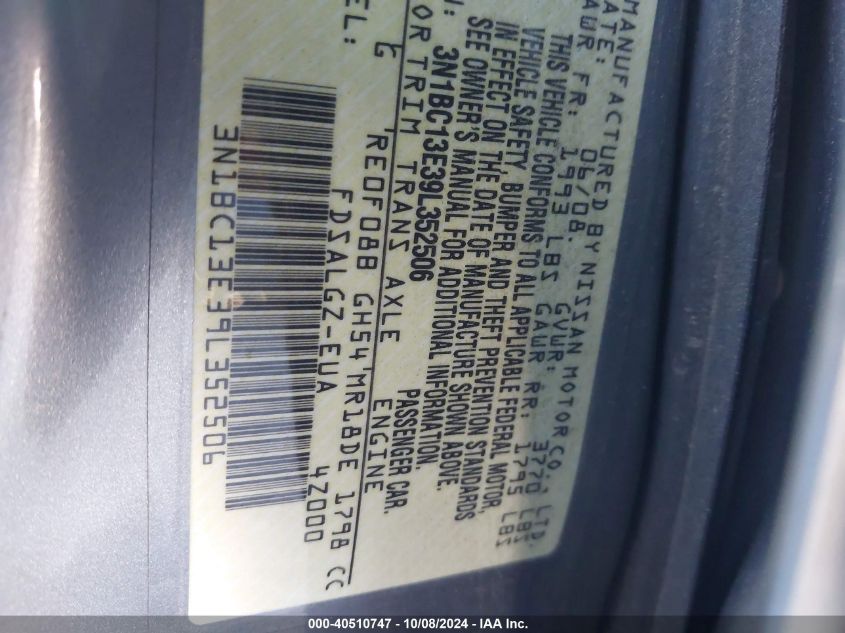 MANUFACTURED BY NISSAN MOTOR CO., LTD.
DATE: 06/08. GVWR: 3770 LBS
GAWR FR: 1993 LBS GAWR RR: 1795 LBS
THIS VEHICLE CONFORMS TO ALL APPLICABLE FEDERAL MOTOR
VEHICLE SAFETY, BUMPER AND THEFT PREVENTION STANDARDS
IN EFFECT ON THE DATE OF MANUFACTURE SHOWN ABOVE.
SEE OWNER'S MANUAL FOR ADDITIONAL INFORMATION.
3N1BC13E39L352506 PASSENGER CAR.
OR TRIM TRANS AXLE ENGINE
G RE0F08B GH54 MR18DE 1798 CC
EL: FDSALGZ-EUA 4Z000
3N1BC13E39L352506
000-40510747 - 10/08/2024 - IAA Inc.